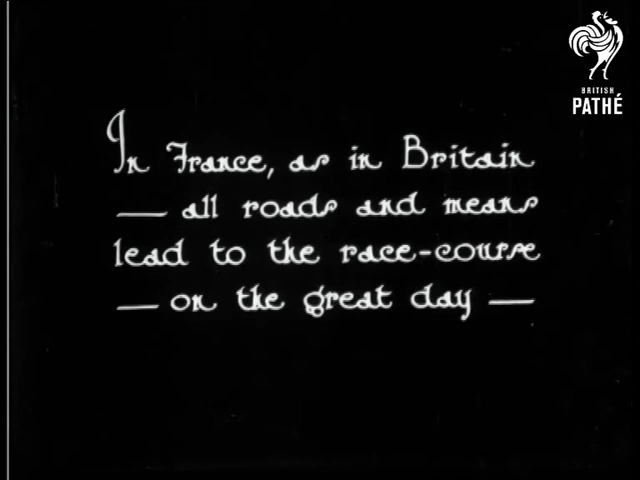 BRITISH
PATHÉ
In France, as in Britain
— all roads and means
lead to the race-course
— on the great day —